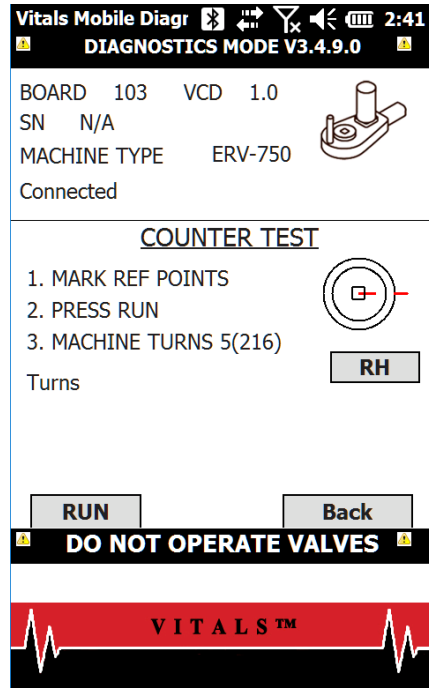 Vitals Mobile Diagr 2:41
DIAGNOSTICS MODE V3.4.9.0
BOARD 103 VCD 1.0
SN N/A
MACHINE TYPE ERV-750
Connected
COUNTER TEST
1. MARK REF POINTS
2. PRESS RUN
3. MACHINE TURNS 5(216)
RH
Turns
RUN Back
DO NOT OPERATE VALVES
VITALS™